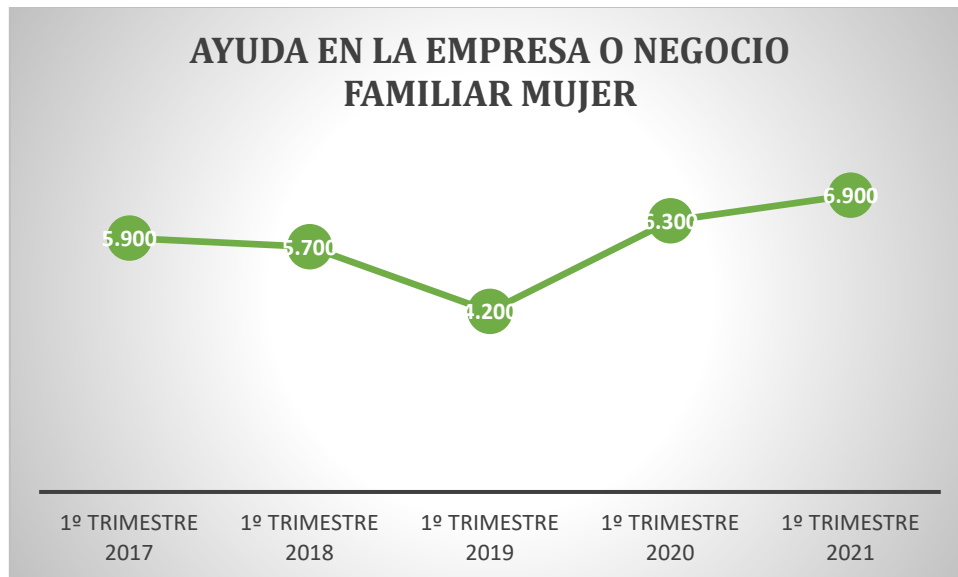 AYUDA EN LA EMPRESA O NEGOCIO
FAMILIAR MUJER
5.900
5.700
4.200
6.300
6.900
1º TRIMESTRE
2017
1º TRIMESTRE
2018
1º TRIMESTRE
2019
1º TRIMESTRE
2020
1º TRIMESTRE
2021